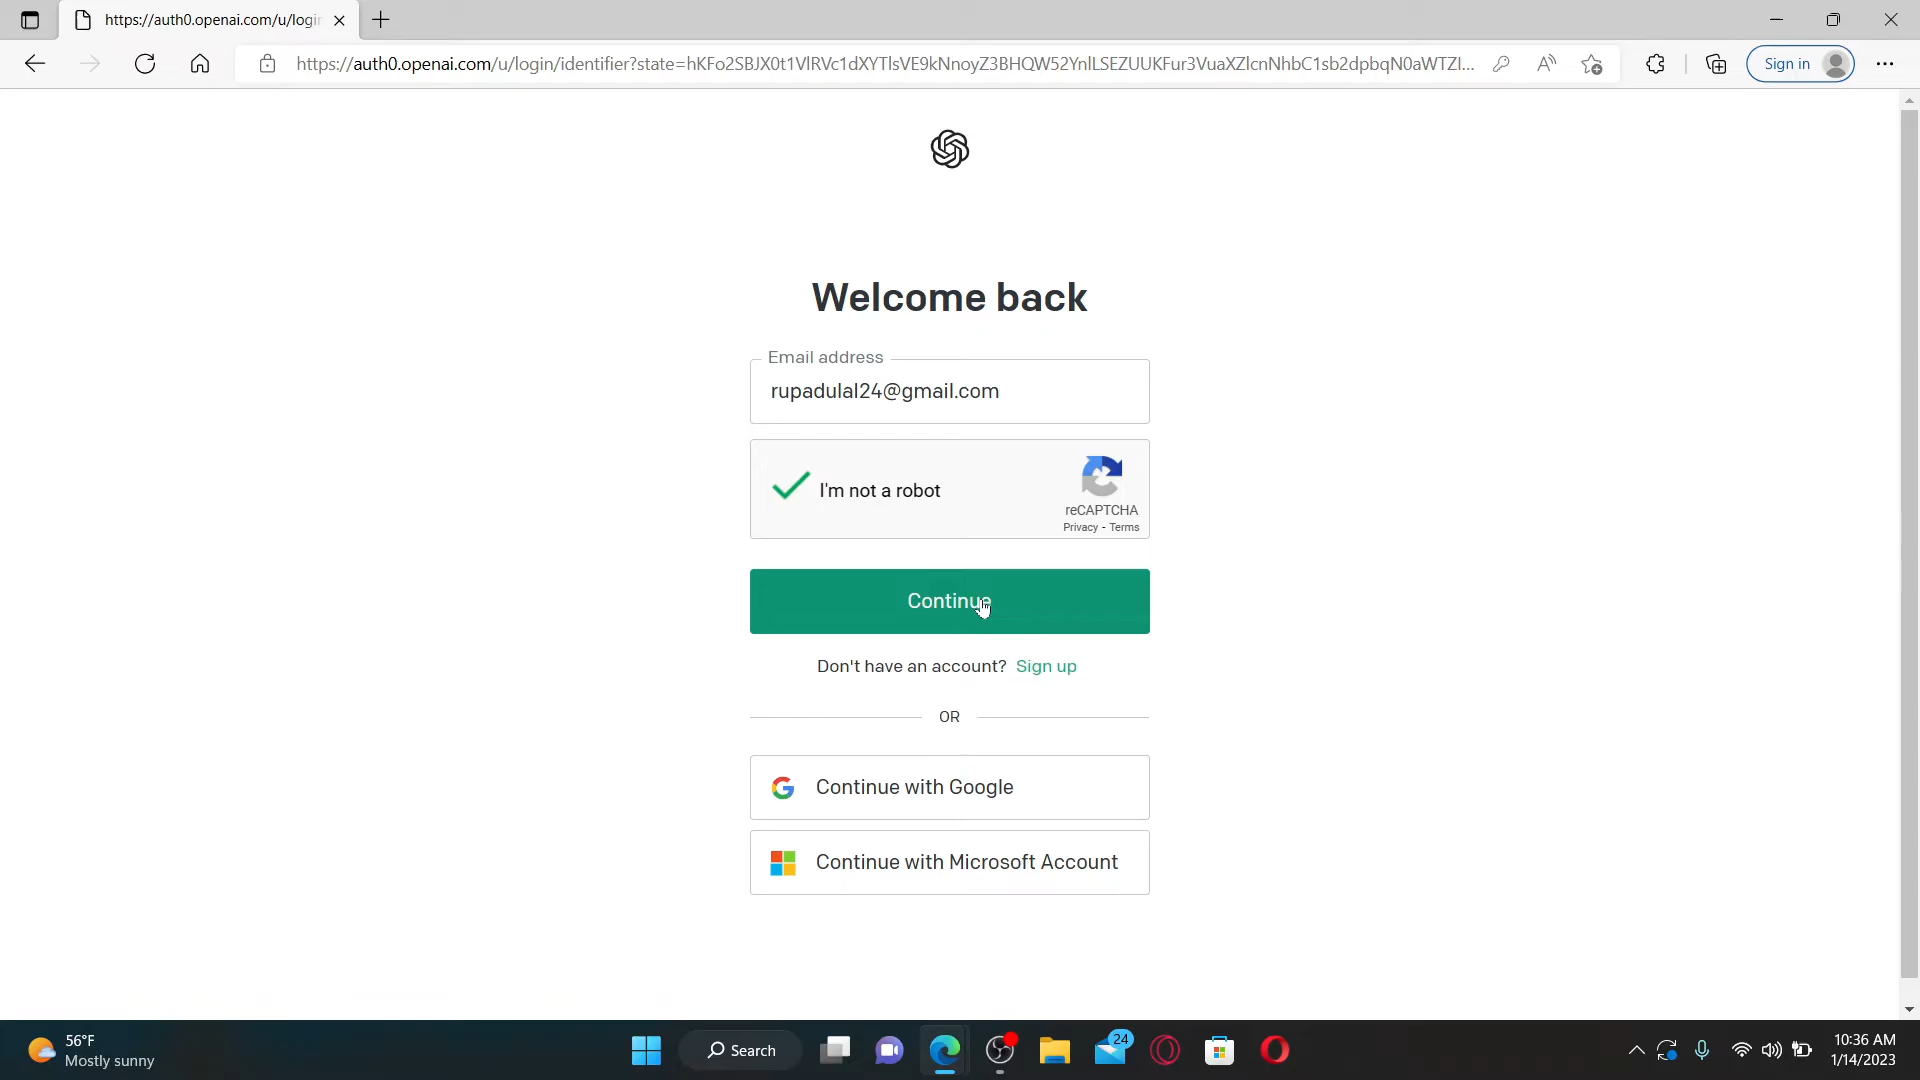 https://auth0.openai.com/u/login
https://auth0.openai.com/u/login/identifier?state=hKFo2SBJX0t1VlRVc1dXYTlsVE9kNnoyZ3BHQW52YnlLSEZUUKFur3VuaXZlcnNhbC1sb2dpbqN0aWTZI...
Sign in
Welcome back
Email address
rupadulal24@gmail.com
I'm not a robot
reCAPTCHA
Privacy - Terms
Continue
Don't have an account? Sign up
OR
Continue with Google
Continue with Microsoft Account
56°F
Mostly sunny
Search
24
10:36 AM
1/14/2023